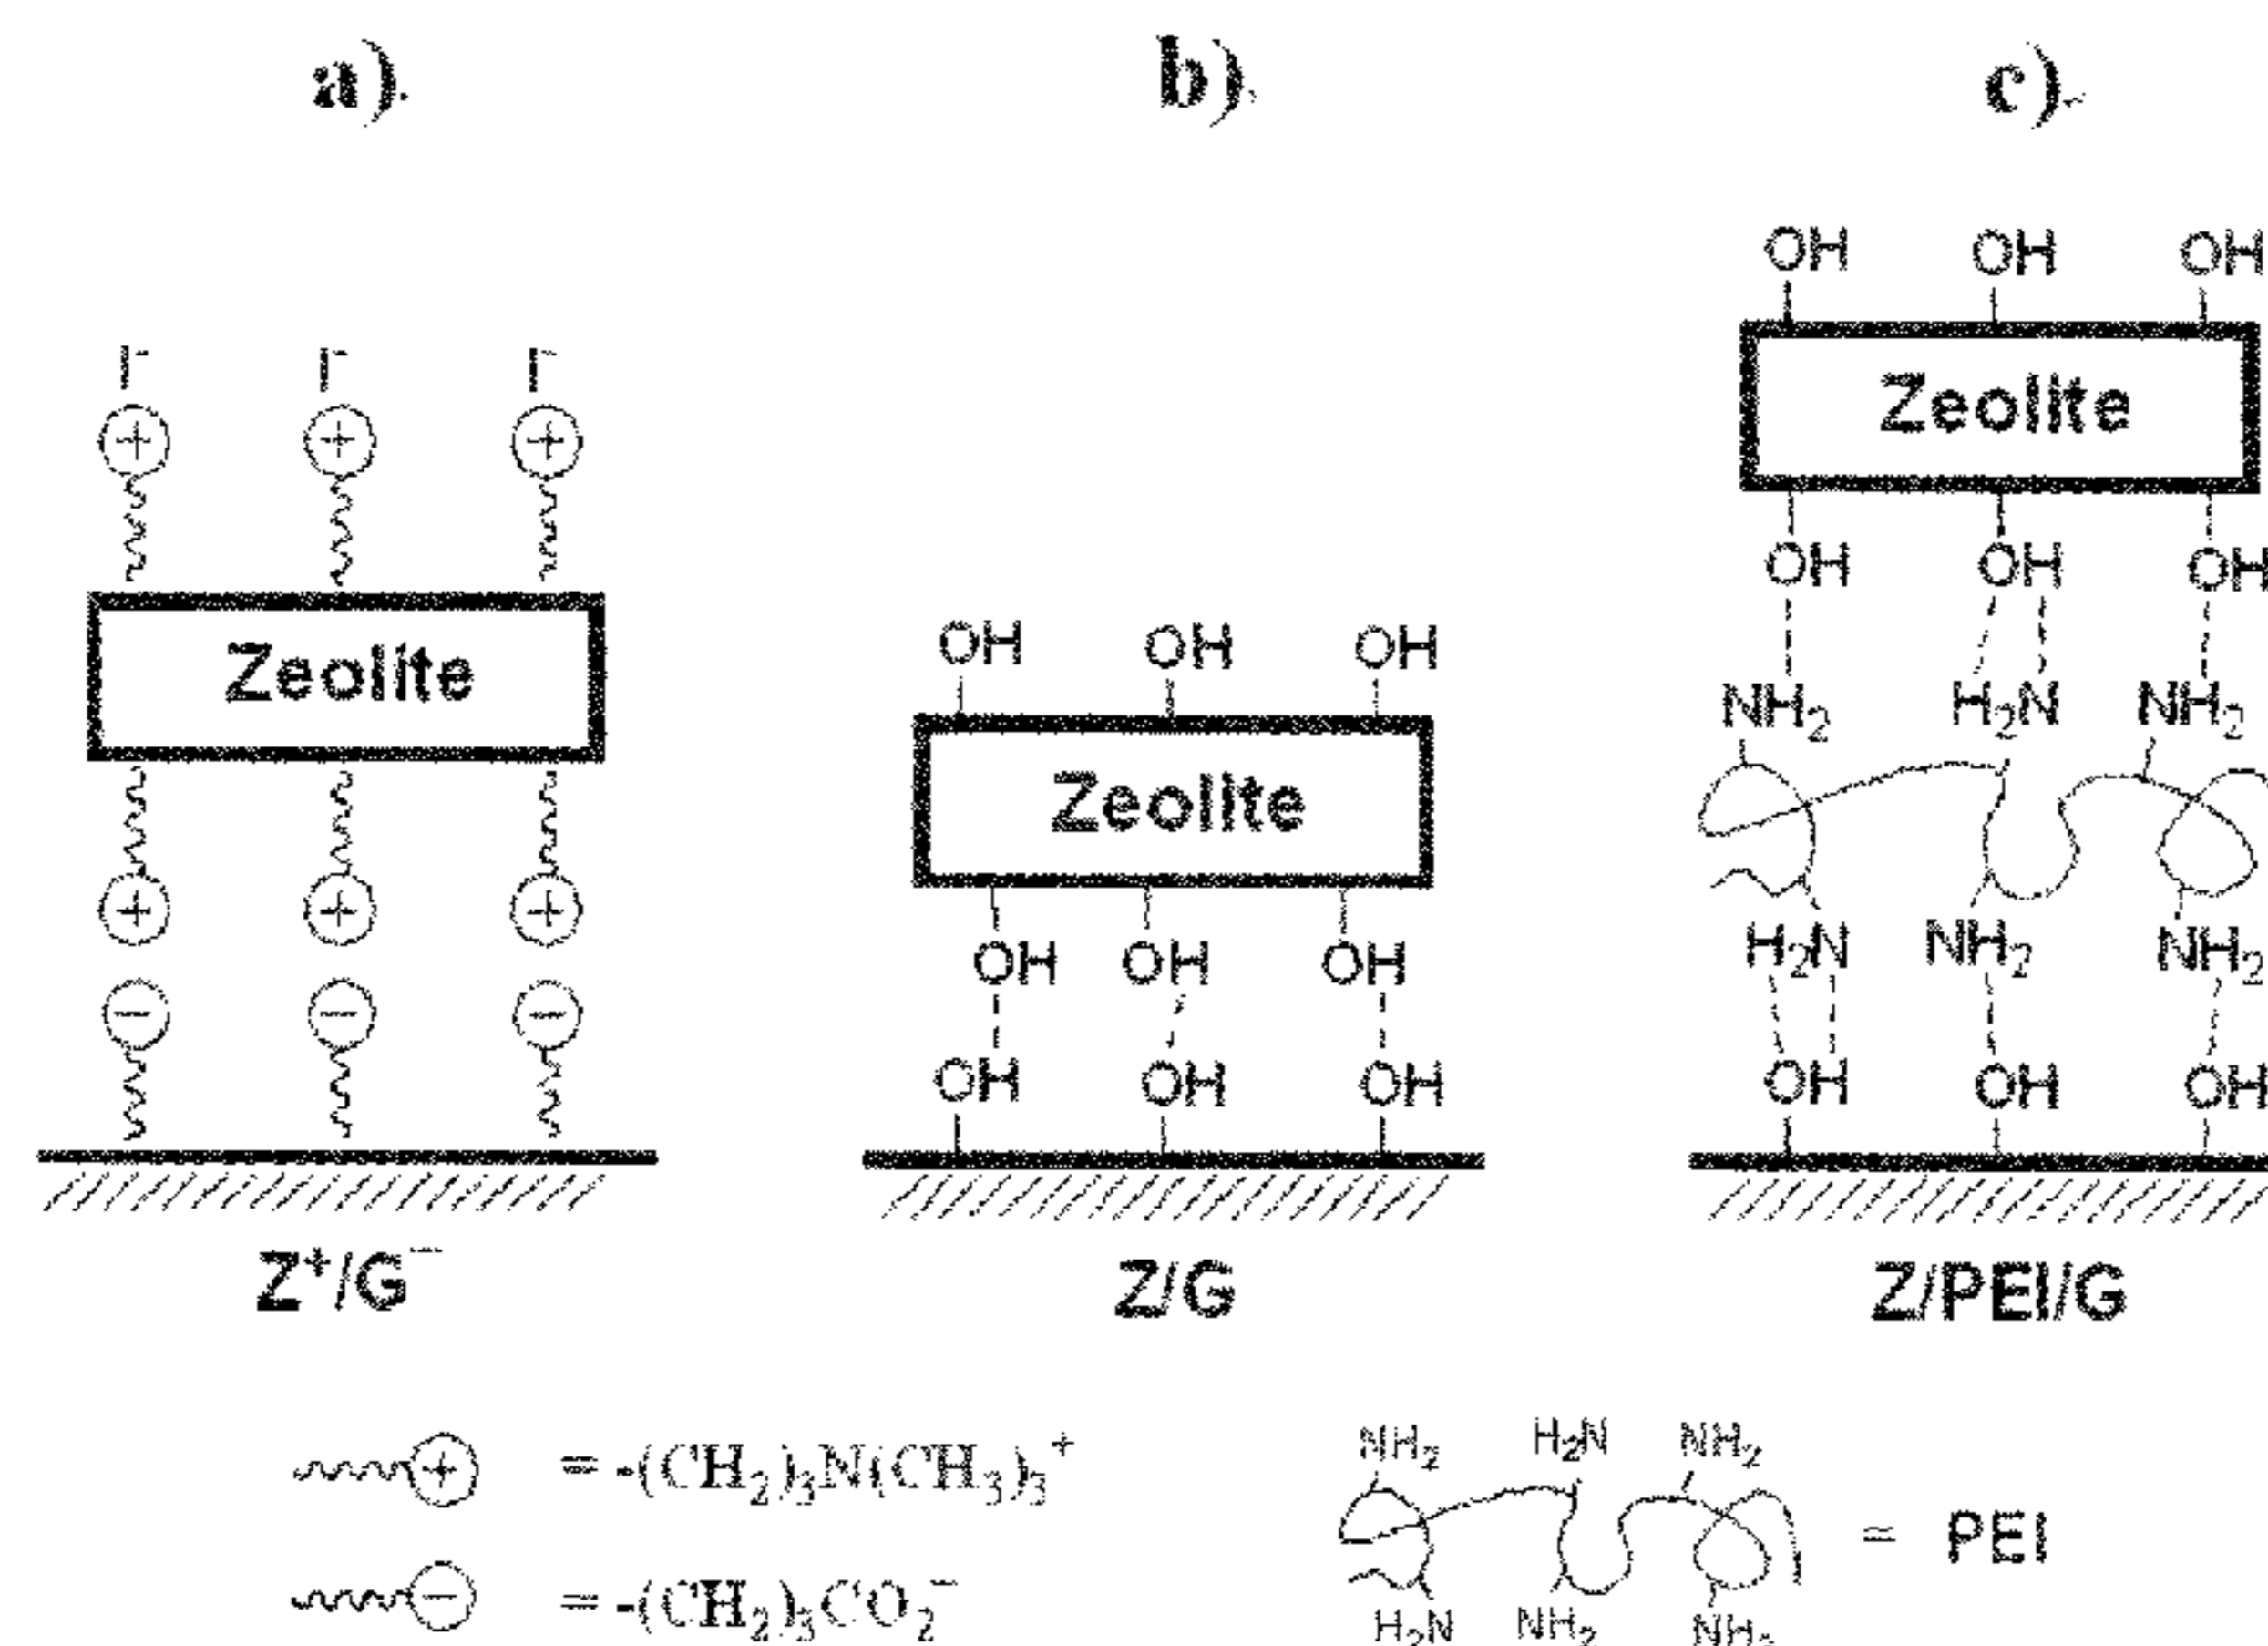 a). b), c).
OH OH OH
I⁻ I⁻ I⁻
Zeolite
+ + +
OH OH OH
NH₂ H₂N NH₂
OH OH OH
Zeolite
Zeolite
+ + +
H₂N NH₂ NH₂
OH OH OH
− − −
OH OH OH
OH OH OH
Z⁺/G⁻ Z/G Z/PEI/G
+ = -(CH₂)₃N(CH₃)₃⁺
− = -(CH₂)₃CO₂⁻
NH₂ H₂N NH₂
= PEI
H₂N NH₂ NH₂